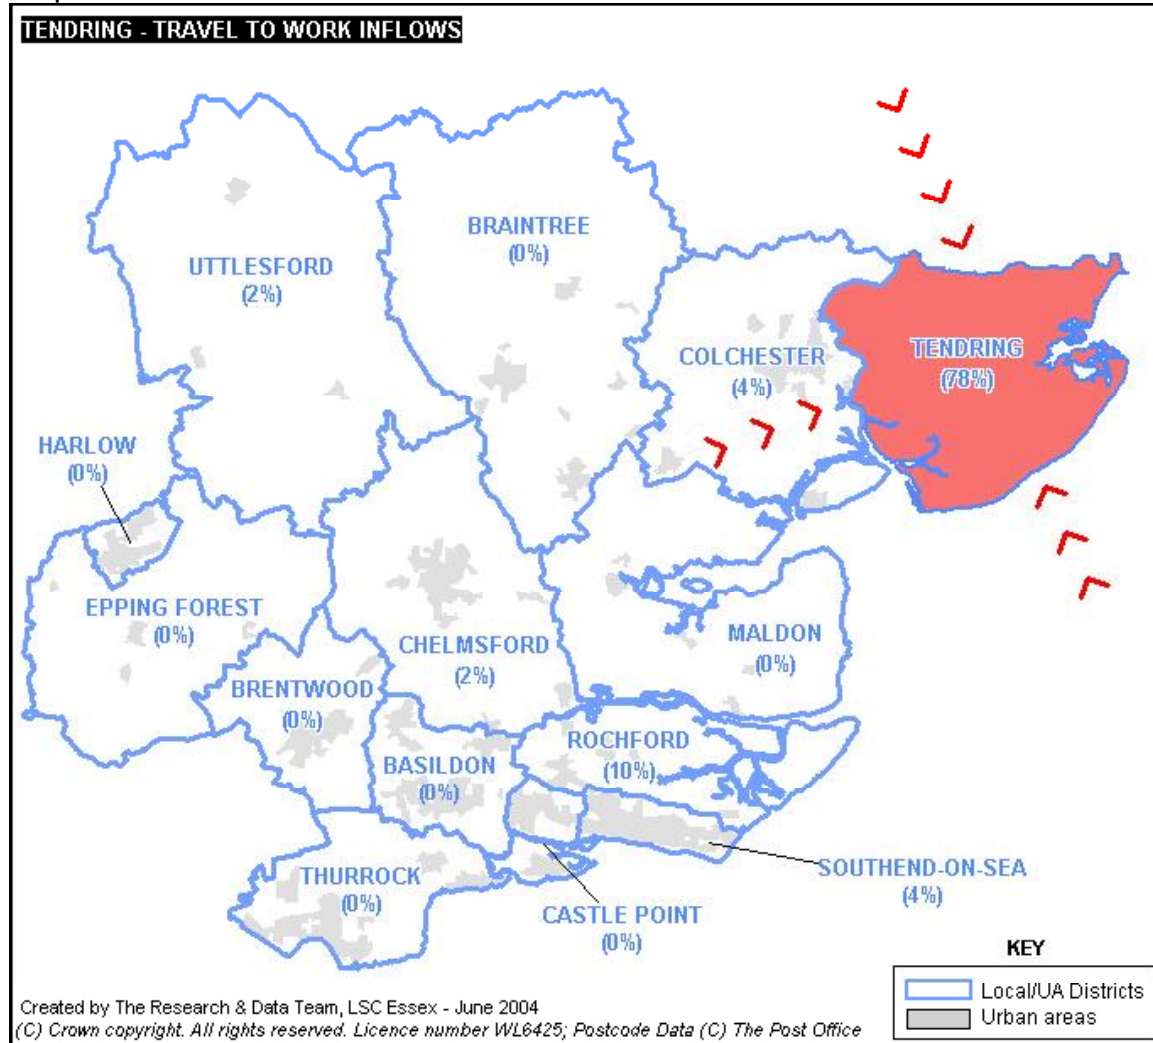 TENDRING - TRAVEL TO WORK INFLOWS
BRAINTREE
(0%)
UTTLESFORD
(2%)
COLCHESTER
(4%)
TENDRING
(78%)
HARLOW
(0%)
EPPING FOREST
(0%)
CHELMSFORD
(2%)
MALDON
(0%)
BRENTWOOD
(0%)
ROCHFORD
(10%)
BASILDON
(0%)
THURROCK
(0%)
SOUTHEND-ON-SEA
(4%)
CASTLE POINT
(0%)
KEY
Local/UA Districts
Urban areas
Created by The Research & Data Team, LSC Essex - June 2004
(C) Crown copyright. All rights reserved. Licence number WL6425; Postcode Data (C) The Post Office